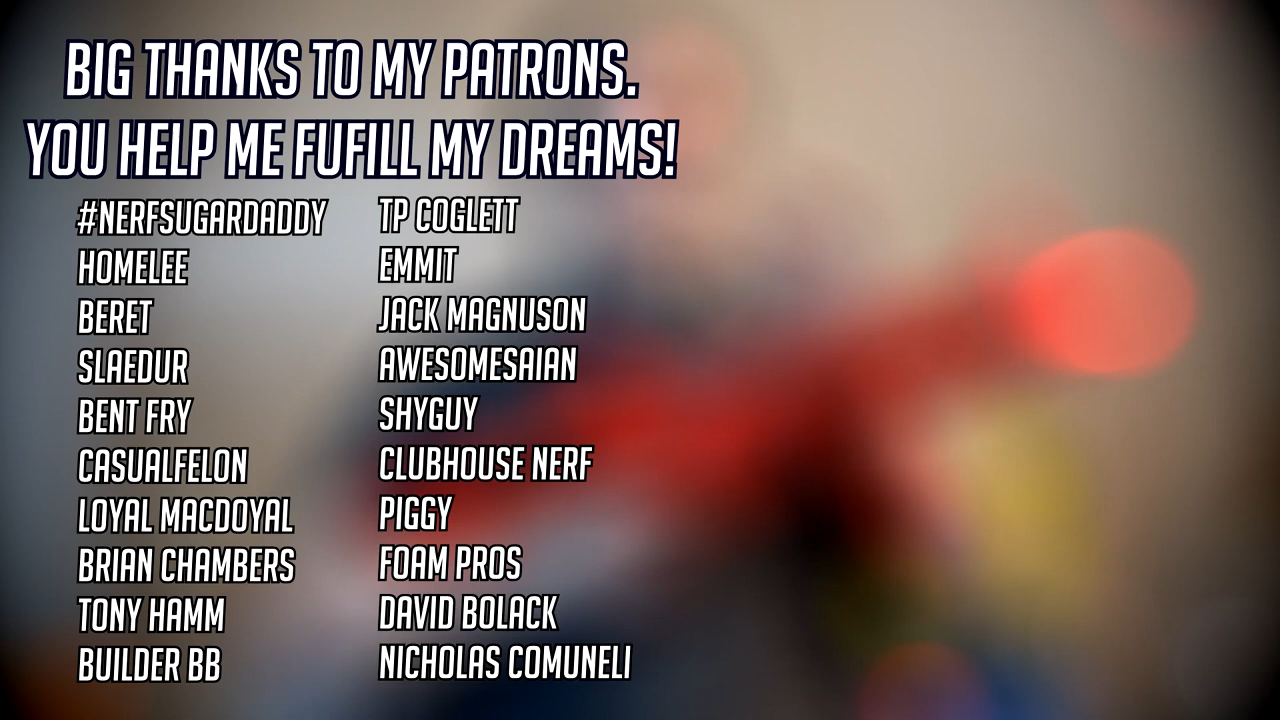 BIG THANKS TO MY PATRONS.
YOU HELP ME FUFILL MY DREAMS!
#NERFSUGARDADDY
HOMELEE
BERET
SLAEDUR
BENT FRY
CASUALFELON
LOYAL MACDOYAL
BRIAN CHAMBERS
TONY HAMM
BUILDER BB
TP COGLETT
EMMIT
JACK MAGNUSON
AWESOMESAIAN
SHYGUY
CLUBHOUSE NERF
PIGGY
FOAM PROS
DAVID BOLACK
NICHOLAS COMUNELI